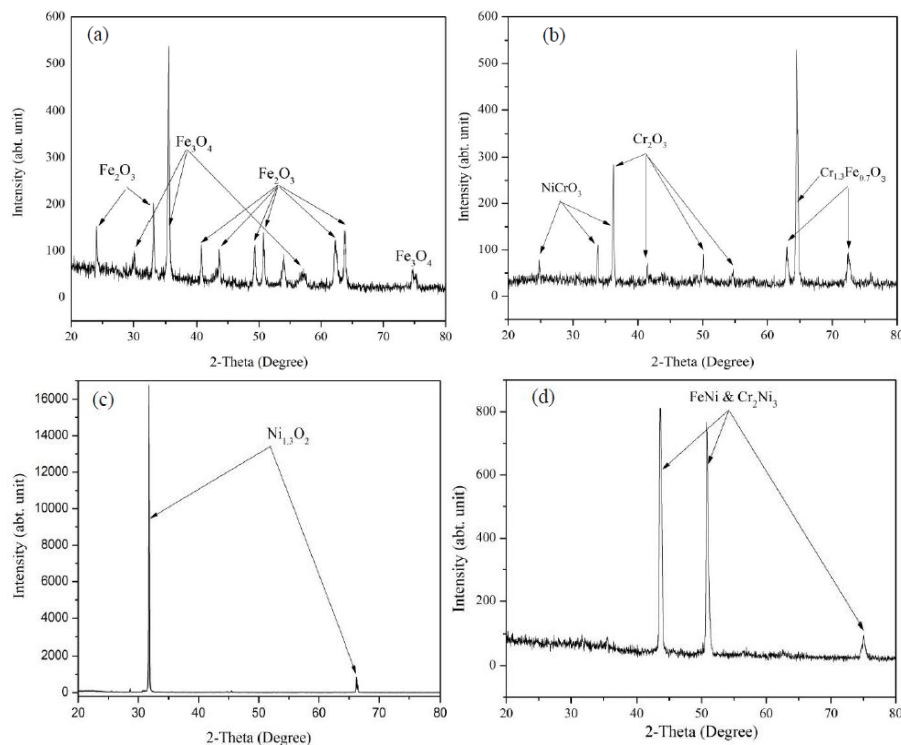 (a)
600
500
400
300
200
100
0
Intensity (abt. unit)
Fe2O3
Fe3O4
Fe2O3
Fe3O4
20 30 40 50 60 70 80
2-Theta (Degree)
(b)
600
500
400
300
200
100
0
Intensity (abt. unit)
NiCrO3
Cr2O3
Cr1.3Fe0.7O3
20 30 40 50 60 70 80
2-Theta (Degree)
(c)
16000
14000
12000
10000
8000
6000
4000
2000
0
Intensity (abt. unit)
Ni1.3O2
20 30 40 50 60 70 80
2-Theta (Degree)
(d)
800
600
400
200
0
Intensity (abt. unit)
FeNi & Cr2Ni3
20 30 40 50 60 70 80
2-Theta (Degree)